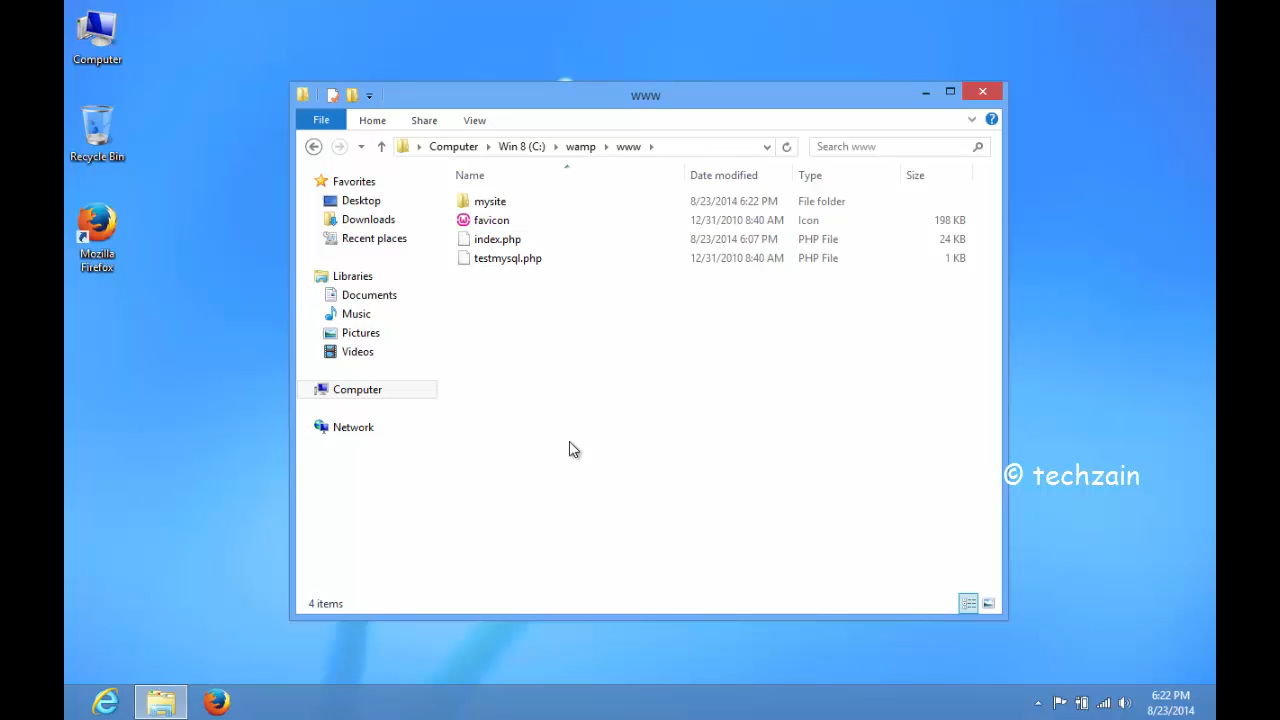 Computer
Recycle Bin
Mozilla
Firefox
www
File Home Share View
Computer Win 8 (C:) wamp www
Search www
Name Date modified Type Size
mysite 8/23/2014 6:22 PM File folder
favicon 12/31/2010 8:40 AM Icon 198 KB
index.php 8/23/2014 6:07 PM PHP File 24 KB
testmysql.php 12/31/2010 8:40 AM PHP File 1 KB
Favorites
Desktop
Downloads
Recent places
Libraries
Documents
Music
Pictures
Videos
Computer
Network
© techzain
4 items
6:22 PM
8/23/2014